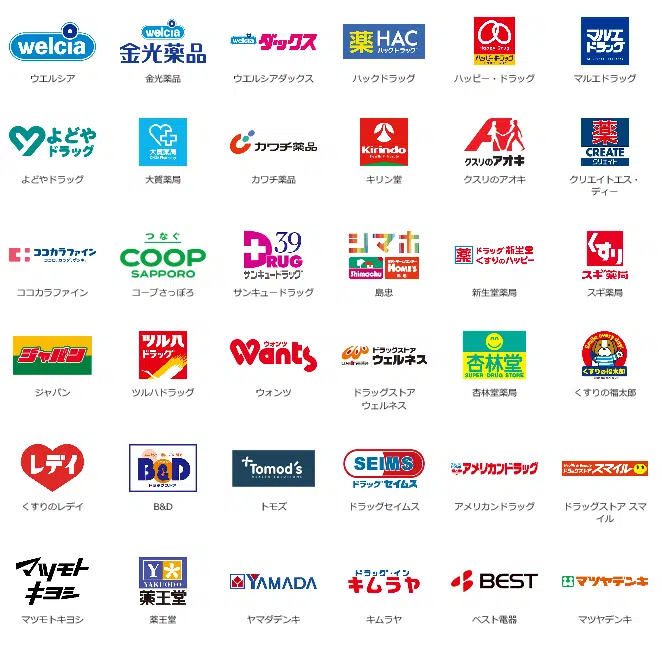 welcia
welcia
金光薬品
welcia ダックス
薬 HAC
ハックドラッグ
Happy Drug
ハッピー・ドラッグ
マルエ
ドラッグ
ウエルシア
金光薬品
ウエルシアダックス
ハックドラッグ
ハッピー・ドラッグ
マルエドラッグ
よどや
ドラッグ
大賀薬局
カワチ薬品
Kirindo
クスリのアオキ
薬
CREATE
クリエイト
よどやドラッグ
大賀薬局
カワチ薬品
キリン堂
クスリのアオキ
クリエイトエス・
ディー
ココカラファイン
ココロ、カラダ、ゲンキ。
つなぐ
COOP
SAPPORO
39
DRUG
サンキュードラッグ
シマホ
Shimachu
HOME'S
薬 ドラッグ新生堂
くすりのハッピー
くすり
スギ薬局
ココカラファイン
コープさっぽろ
サンキュードラッグ
島忠
新生堂薬局
スギ薬局
ジャパン
ツルハ
ドラッグ
ウォンツ
Wants
ドラッグストア
ウェルネス
杏林堂
SUPER DRUG STORE
Smile every day!
くすりの福太郎
ジャパン
ツルハドラッグ
ウォンツ
ドラッグストア
ウェルネス
杏林堂薬局
くすりの福太郎
レデイ
B&D
ドラッグストア
Tomod's
SEIMS
ドラッグセイムス
アメリカンドラッグ
ドラッグストア スマイル
くすりのレデイ
B&D
トモズ
ドラッグセイムス
アメリカンドラッグ
ドラッグストア スマ
イル
マツモト
キヨシ
Y
YAKUODO
薬王堂
YAMADA
ドラッグ・イン
キムラヤ
BEST
マツヤデンキ
マツモトキヨシ
薬王堂
ヤマダデンキ
キムラヤ
ベスト電器
マツヤデンキ